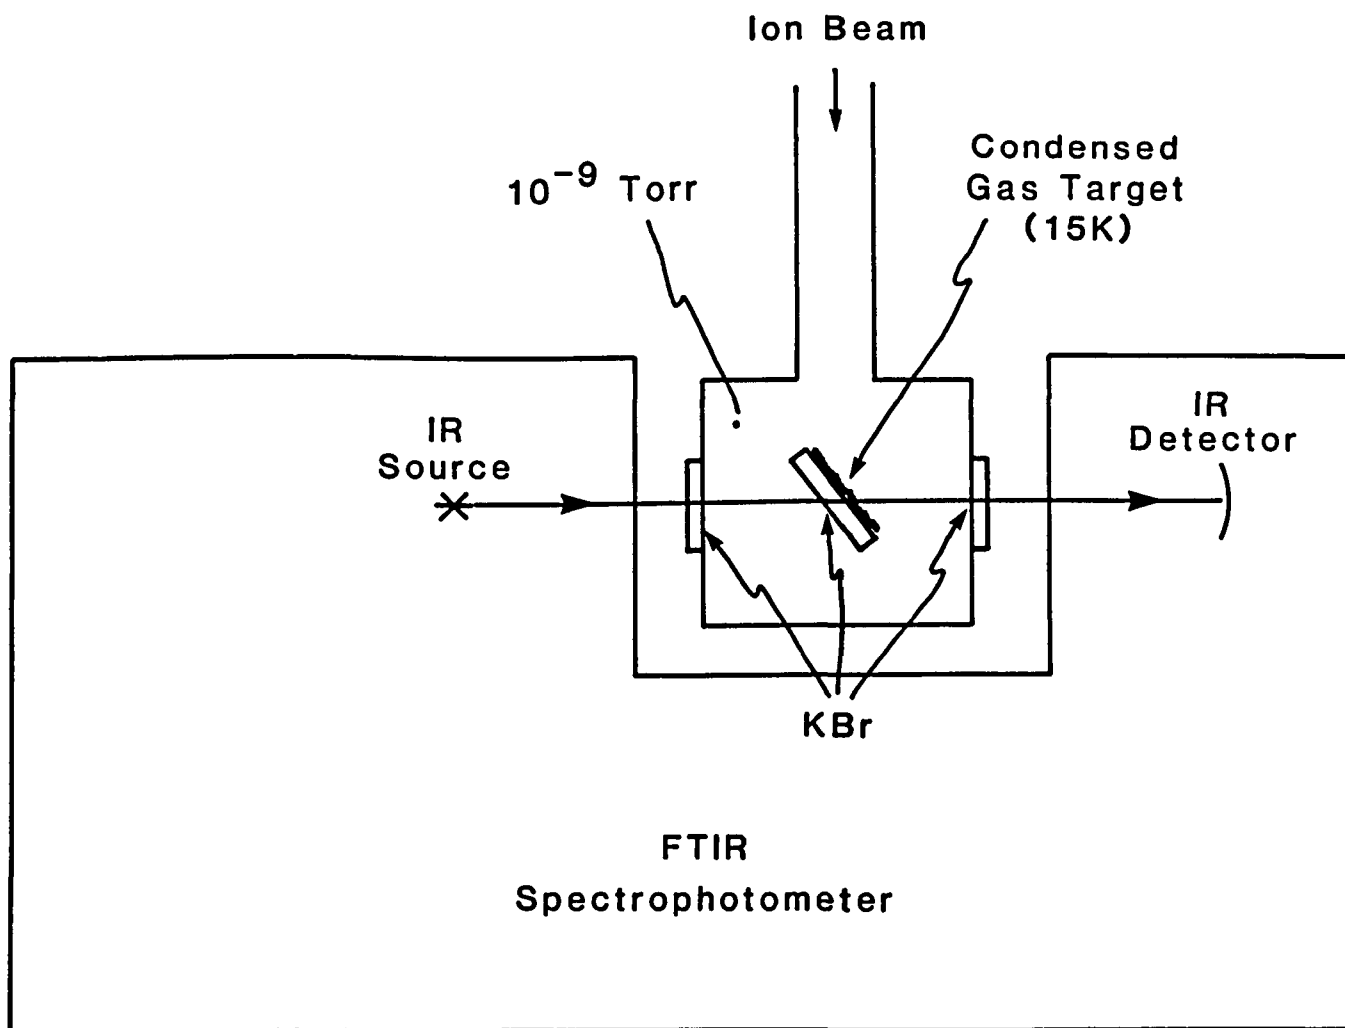 Ion Beam
10⁻⁹ Torr
Condensed
Gas Target
(15K)
IR
Source
IR
Detector
KBr
FTIR
Spectrophotometer